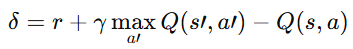 δ = r + γ max Q(s′, a′) − Q(s, a)
a′